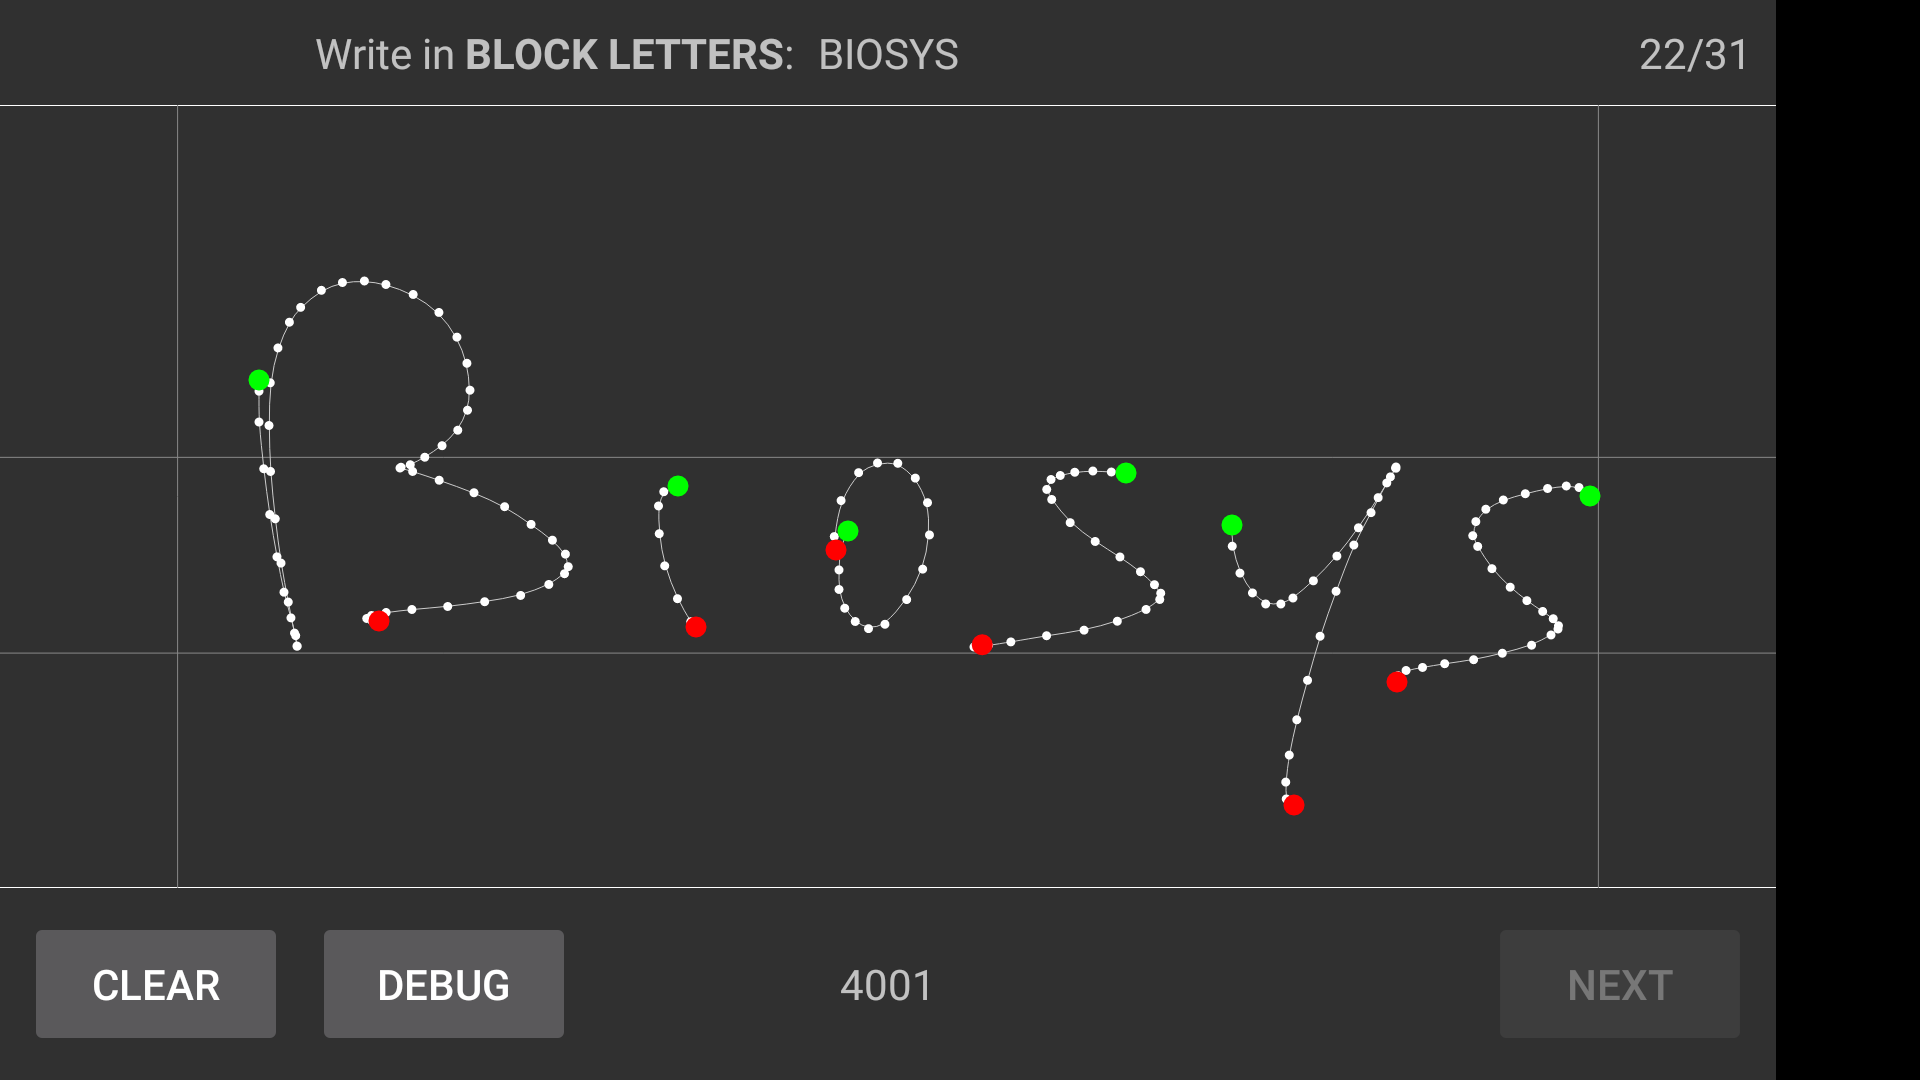 Write in BLOCK LETTERS: BIOSYS 22/31
BIOSYS
CLEAR DEBUG 4001 NEXT